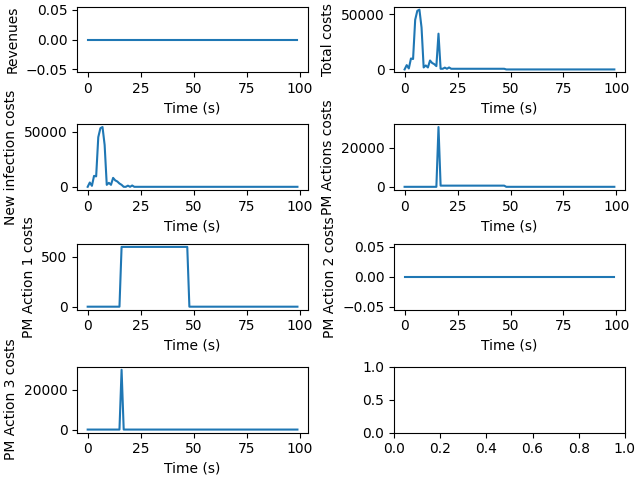 Revenues
0.05
0.00
−0.05
0 25 50 75 100
Time (s)
Total costs
50000
0
0 25 50 75 100
Time (s)
New infection costs
50000
0
0 25 50 75 100
Time (s)
PM Actions costs
20000
0
0 25 50 75 100
Time (s)
PM Action 1 costs
500
0
0 25 50 75 100
Time (s)
PM Action 2 costs
0.05
0.00
−0.05
0 25 50 75 100
Time (s)
PM Action 3 costs
20000
0
0 25 50 75 100
Time (s)
1.0
0.5
0.0
0.0 0.2 0.4 0.6 0.8 1.0